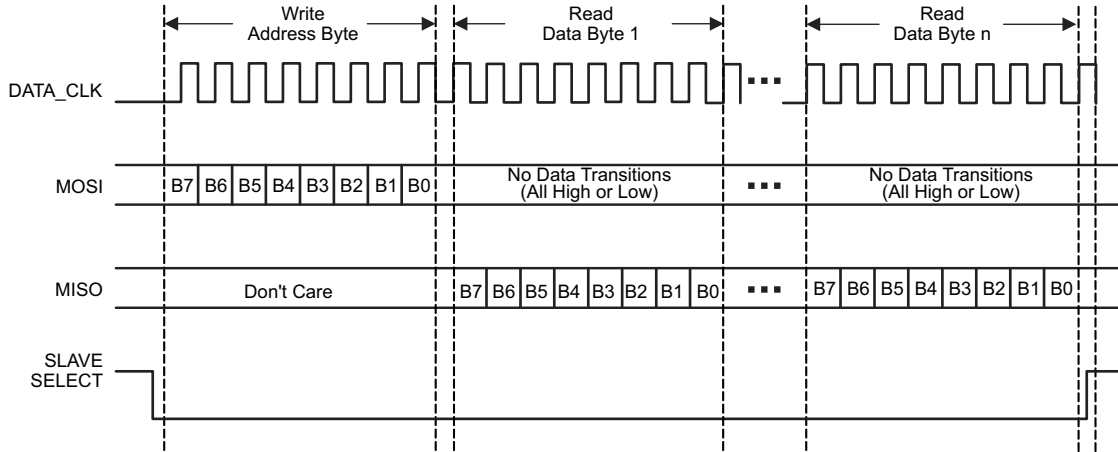 Write
Address Byte
Read
Data Byte 1
Read
Data Byte n
DATA_CLK
MOSI
B7 B6 B5 B4 B3 B2 B1 B0
No Data Transitions
(All High or Low)
No Data Transitions
(All High or Low)
MISO
Don't Care
B7 B6 B5 B4 B3 B2 B1 B0
B7 B6 B5 B4 B3 B2 B1 B0
SLAVE
SELECT